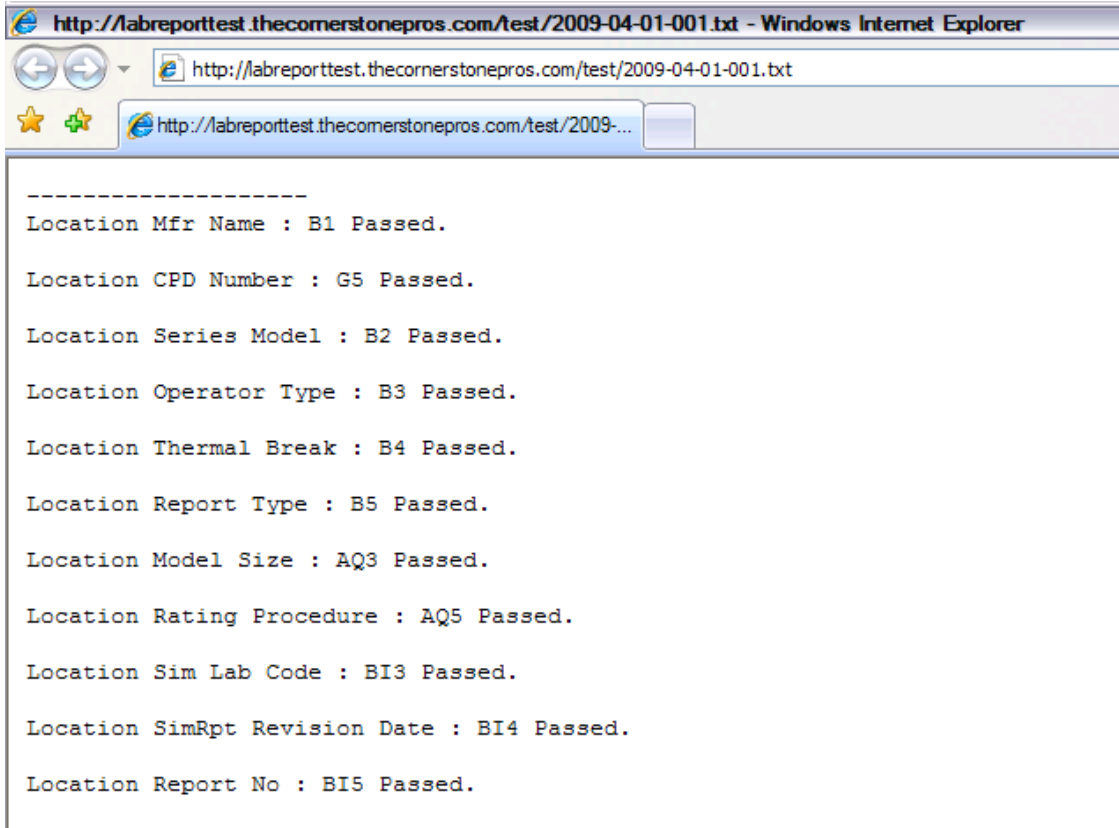 http://labreporttest.thecornerstonepros.com/test/2009-04-01-001.txt - Windows Internet Explorer
http://labreporttest.thecornerstonepros.com/test/2009-04-01-001.txt
http://labreporttest.thecornerstonepros.com/test/2009-...
--------------------
Location Mfr Name : B1 Passed.
Location CPD Number : G5 Passed.
Location Series Model : B2 Passed.
Location Operator Type : B3 Passed.
Location Thermal Break : B4 Passed.
Location Report Type : B5 Passed.
Location Model Size : AQ3 Passed.
Location Rating Procedure : AQ5 Passed.
Location Sim Lab Code : BI3 Passed.
Location SimRpt Revision Date : BI4 Passed.
Location Report No : BI5 Passed.